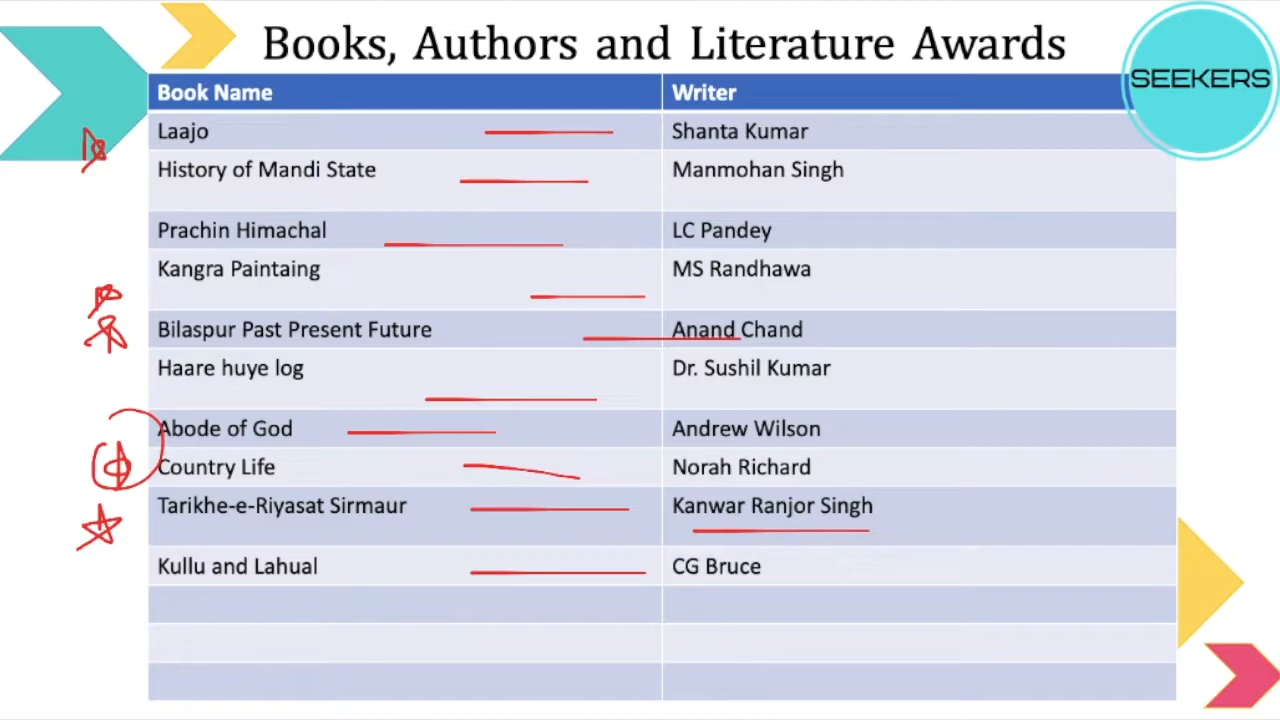 Books, Authors and Literature Awards
SEEKERS
Book Name Writer
Laajo Shanta Kumar
History of Mandi State Manmohan Singh
Prachin Himachal LC Pandey
Kangra Paintaing MS Randhawa
Bilaspur Past Present Future Anand Chand
Haare huye log Dr. Sushil Kumar
Abode of God Andrew Wilson
Country Life Norah Richard
Tarikhe-e-Riyasat Sirmaur Kanwar Ranjor Singh
Kullu and Lahual CG Bruce